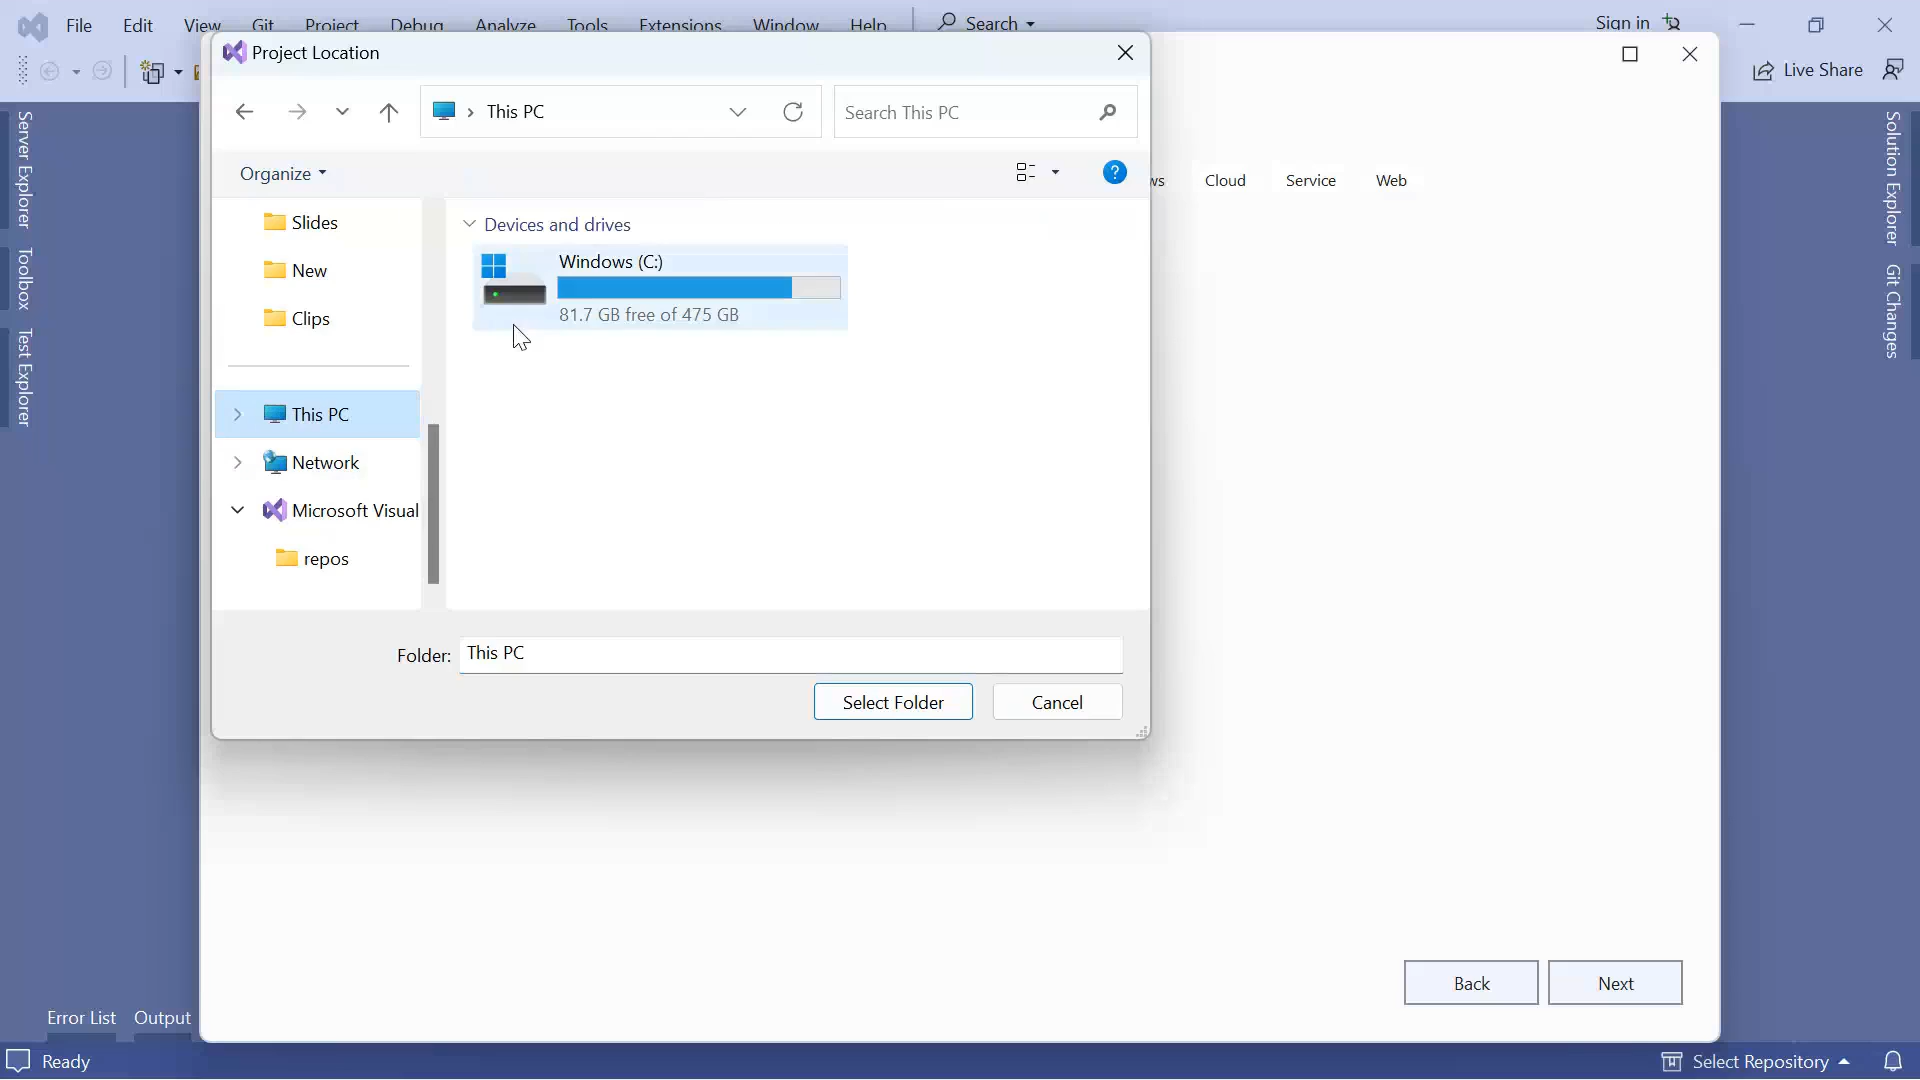 File Edit View Git Project Debug Analyze Tools Extensions Window Help Search Sign in
Live Share
Project Location
This PC
Search This PC
Organize
Slides
New
Clips
This PC
Network
Microsoft Visual
repos
Devices and drives
Windows (C:)
81.7 GB free of 475 GB
Folder: This PC
Select Folder Cancel
Cloud Service Web
Back Next
Server Explorer
Toolbox
Test Explorer
Solution Explorer
Git Changes
Error List Output
Ready
Select Repository